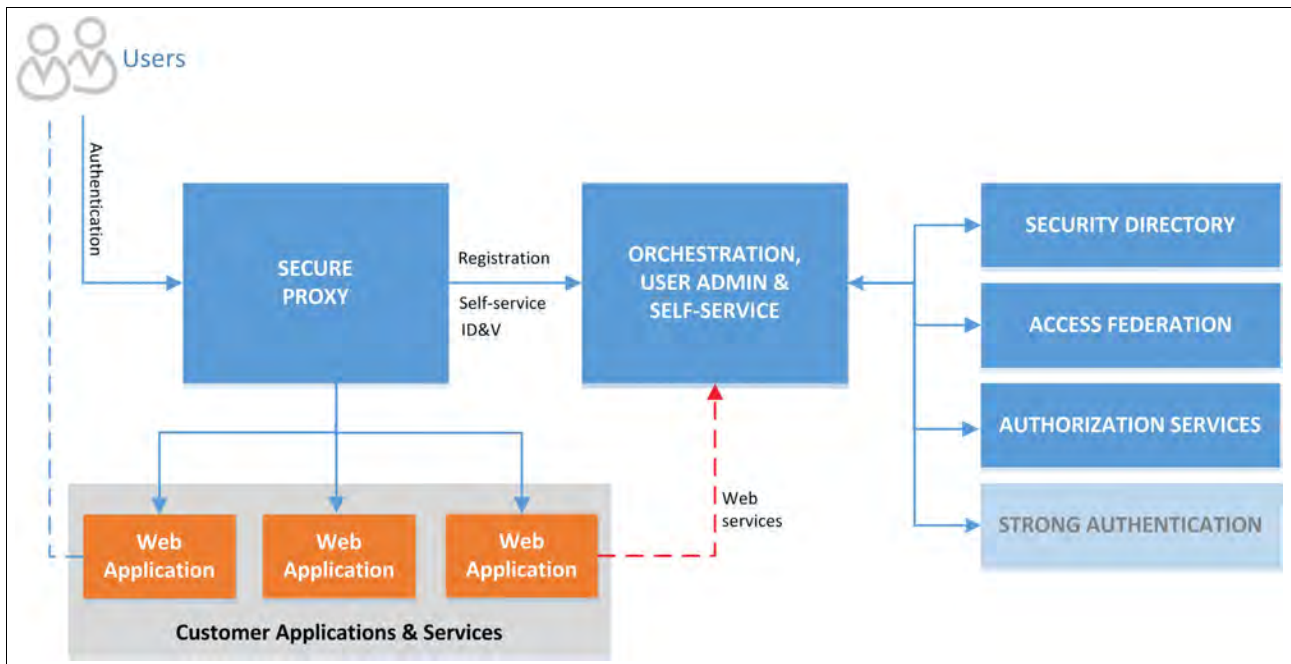 Users
Authentication
SECURE
PROXY
Registration
Self-service
ID&V
ORCHESTRATION,
USER ADMIN &
SELF-SERVICE
SECURITY DIRECTORY
ACCESS FEDERATION
AUTHORIZATION SERVICES
STRONG AUTHENTICATION
Web
services
Web
Application
Web
Application
Web
Application
Customer Applications & Services